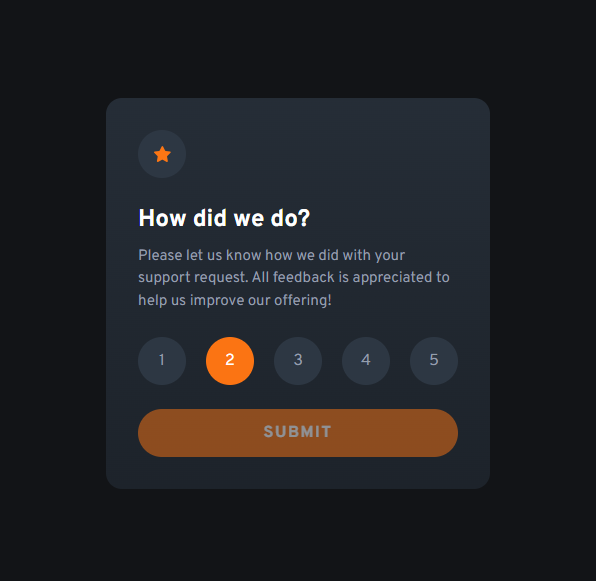 How did we do?
Please let us know how we did with your
support request. All feedback is appreciated to
help us improve our offering!
1 2 3 4 5
SUBMIT